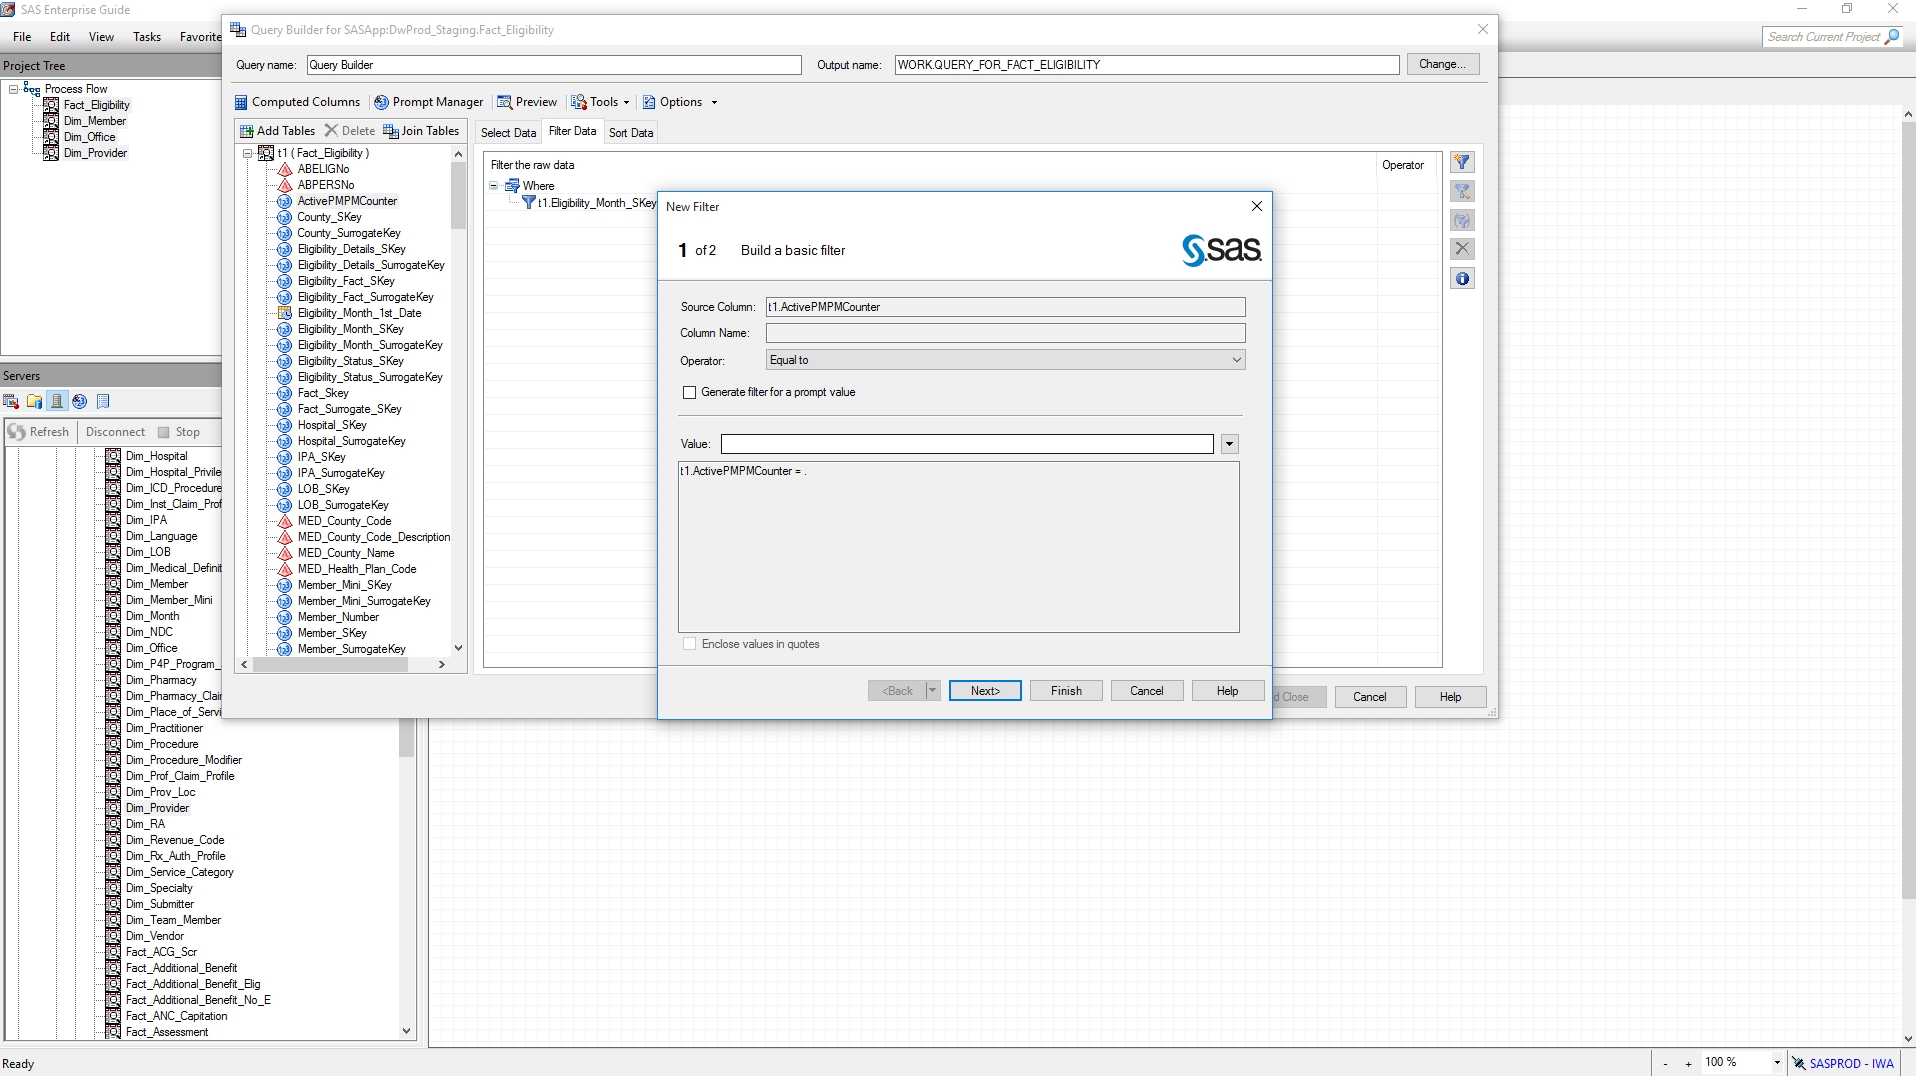 SAS Enterprise Guide
File Edit View Tasks Favorite
Search Current Project
Project Tree
Process Flow
Fact_Eligibility
Dim_Member
Dim_Office
Dim_Provider
Servers
Refresh Disconnect Stop
Dim_Hospital
Dim_Hospital_Privile
Dim_ICD_Procedure
Dim_Inst_Claim_Prof
Dim_IPA
Dim_Language
Dim_LOB
Dim_Medical_Definit
Dim_Member
Dim_Member_Mini
Dim_Month
Dim_NDC
Dim_Office
Dim_P4P_Program_
Dim_Pharmacy
Dim_Pharmacy_Clai
Dim_Place_of_Servi
Dim_Practitioner
Dim_Procedure
Dim_Procedure_Modifier
Dim_Prof_Claim_Profile
Dim_Prov_Loc
Dim_Provider
Dim_RA
Dim_Revenue_Code
Dim_Rx_Auth_Profile
Dim_Service_Category
Dim_Specialty
Dim_Submitter
Dim_Team_Member
Dim_Vendor
Fact_ACG_Scr
Fact_Additional_Benefit
Fact_Additional_Benefit_Elig
Fact_Additional_Benefit_No_E
Fact_ANC_Capitation
Fact_Assessment
Query Builder for SASApp:DwProd_Staging.Fact_Eligibility
Query name: Query Builder Output name: WORK.QUERY_FOR_FACT_ELIGIBILITY Change...
Computed Columns Prompt Manager Preview Tools Options
Add Tables Delete Join Tables
Select Data Filter Data Sort Data
t1 ( Fact_Eligibility )
ABELIGNo
ABPERSNo
ActivePMPMCounter
County_SKey
County_SurrogateKey
Eligibility_Details_SKey
Eligibility_Details_SurrogateKey
Eligibility_Fact_SKey
Eligibility_Fact_SurrogateKey
Eligibility_Month_1st_Date
Eligibility_Month_SKey
Eligibility_Month_SurrogateKey
Eligibility_Status_SKey
Eligibility_Status_SurrogateKey
Fact_Skey
Fact_Surrogate_SKey
Hospital_SKey
Hospital_SurrogateKey
IPA_SKey
IPA_SurrogateKey
LOB_SKey
LOB_SurrogateKey
MED_County_Code
MED_County_Code_Description
MED_County_Name
MED_Health_Plan_Code
Member_Mini_SKey
Member_Mini_SurrogateKey
Member_Number
Member_SKey
Member_SurrogateKey
Filter the raw data Operator
Where
t1.Eligibility_Month_SKey
d Close Cancel Help
New Filter
1 of 2 Build a basic filter
sas.
Source Column: t1.ActivePMPMCounter
Column Name:
Operator: Equal to
Generate filter for a prompt value
Value:
t1.ActivePMPMCounter = .
Enclose values in quotes
<Back Next> Finish Cancel Help
Ready
- + 100 % SASPROD - IWA